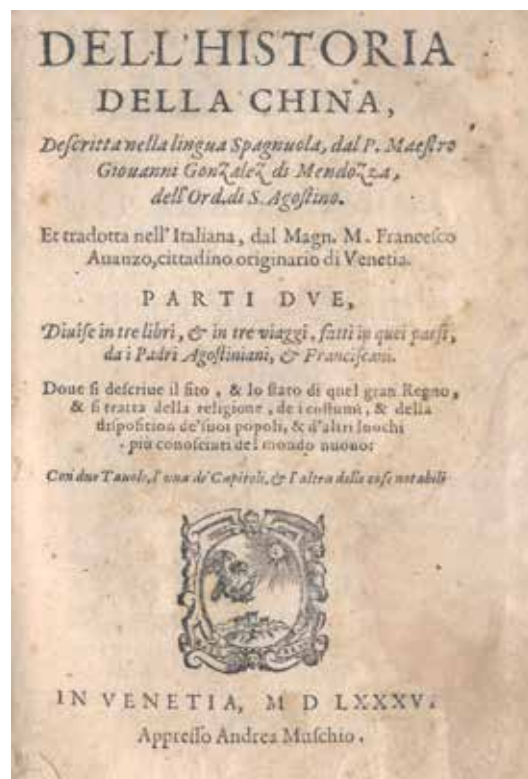 DELL'HISTORIA
DELLA CHINA,
Descritta nella lingua Spagnuola, dal P. Maestro
Giouanni Gonzalez di Mendozza,
dell'Ord. di S. Agostino.
Et tradotta nell'Italiana, dal Magn. M. Francesco
Auanzo, cittadino originario di Venetia.
PARTI DVE,
Diuise in tre libri, & in tre viaggi, fatti in quei paesi,
da i Padri Agostiniani, & Franciscani.
Doue si descriue il sito, & lo stato di quel gran Regno,
& si tratta della religione, de i costumi, & della
disposition de' suoi popoli, & d'altri luochi
più conosciuti del mondo nuouo:
Con due Tauole, l'una de' Capitoli, & l'altra delle cose notabili
IN VENETIA, M D LXXXV.
Appresso Andrea Muschio.